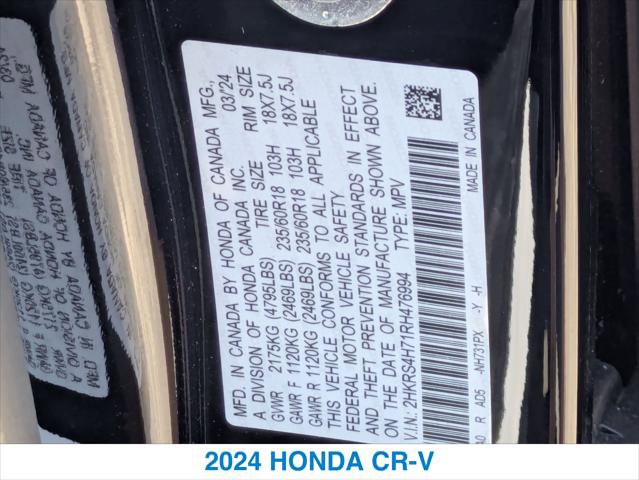 MFD. IN CANADA BY HONDA OF CANADA MFG.,
A DIVISION OF HONDA CANADA INC. 03/24
GVWR 2175KG (4795LBS) TIRE SIZE RIM SIZE
GAWR F 1120KG (2469LBS) 235/60R18 103H 18X7.5J
GAWR R 1120KG (2469LBS) 235/60R18 103H 18X7.5J
THIS VEHICLE CONFORMS TO ALL APPLICABLE
FEDERAL MOTOR VEHICLE SAFETY
AND THEFT PREVENTION STANDARDS IN EFFECT
ON THE DATE OF MANUFACTURE SHOWN ABOVE.
V.I.N.: 2HKRS4H71RH476994 TYPE: MPV
A0 R AD5 NH731PX -Y -H MADE IN CANADA
2024 HONDA CR-V